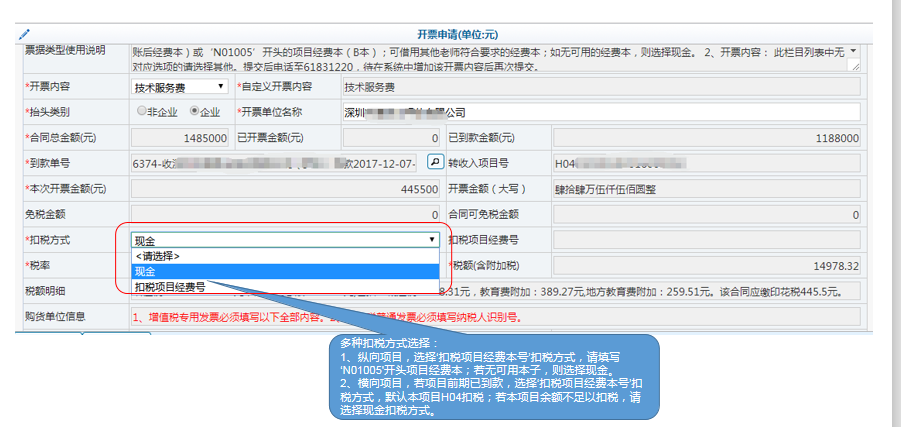 开票申请(单位:元)
票据类型使用说明
账后经费本）或‘N01005’开头的项目经费本（B本）；可借用其他老师符合要求的经费本；如无可用的经费本，则选择现金。 2、开票内容： 此栏目列表中无
对应选项的请选择其他。提交后电话至61831220，待在系统中增加该开票内容后再次提交。
*开票内容 技术服务费 *自定义开票内容 技术服务费
*抬头类别 非企业 企业 *开票单位名称 深圳 公司
*合同总金额(元) 1485000 已开票金额(元) 0 已到款金额(元) 1188000
*到款单号 6374-收 款2017-12-07- 转收入项目号 H04
*本次开票金额(元) 445500 开票金额（大写） 肆拾肆万伍仟伍佰圆整
免税金额 0 合同可免税金额 0
*扣税方式 现金 扣税项目经费号
<请选择>
*税率 现金 *税额(含附加税) 14978.32
扣税项目经费号
税额明细 8.31元，教育费附加：389.27元,地方教育费附加：259.51元。该合同应缴印花税445.5元。
购货单位信息 1、增值税专用发票必须填写以下全部内容。 普通发票必须填写纳税人识别号。
多种扣税方式选择：
1、纵向项目，选择‘扣税项目经费本号’扣税方式，请填写
‘N01005’开头项目经费本；若无可用本子，则选择现金。
2、横向项目，若项目前期已到款，选择‘扣税项目经费本号’扣
税方式，默认本项目H04扣税；若本项目余额不足以扣税，请
选择现金扣税方式。